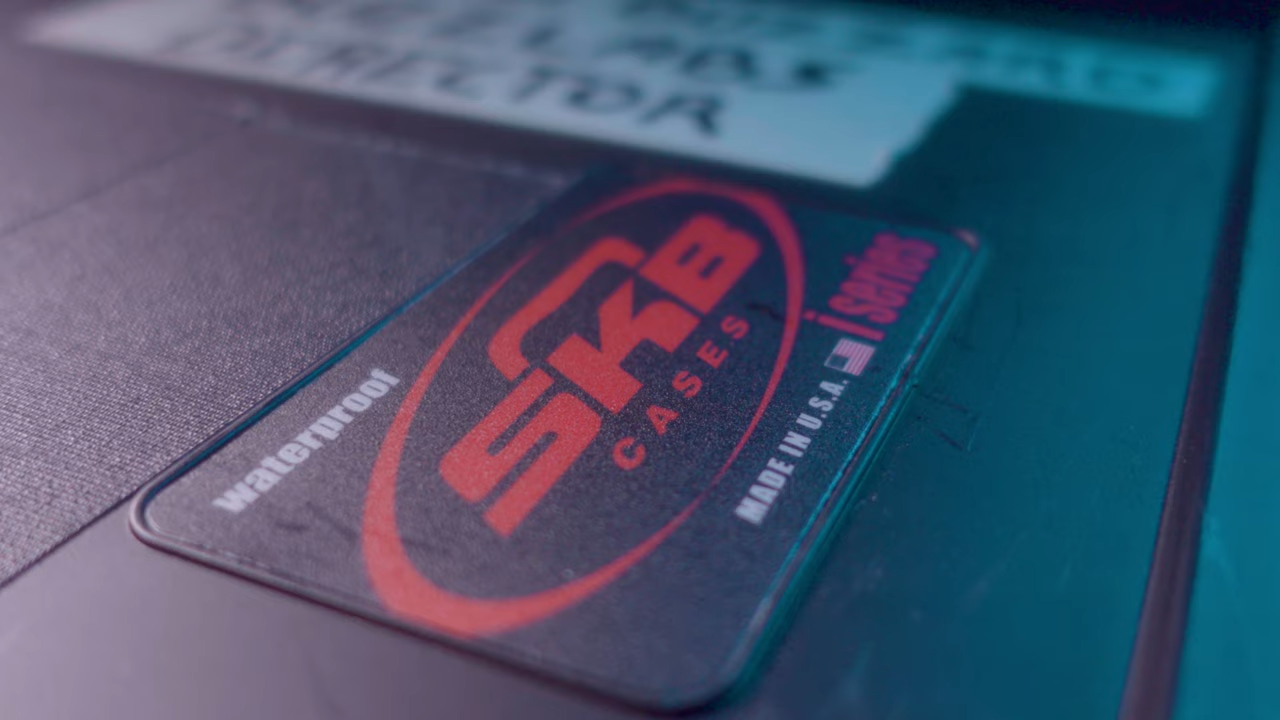 DIRECTOR
SKB
CASES
waterproof
i series
MADE IN U.S.A.